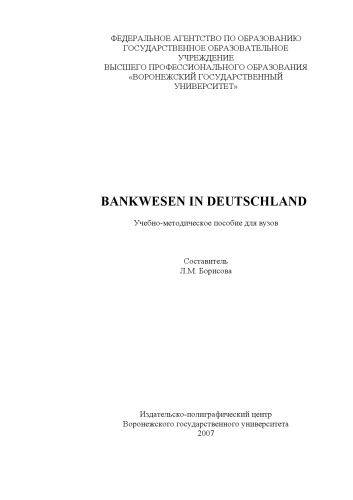 ФЕДЕРАЛЬНОЕ АГЕНТСТВО ПО ОБРАЗОВАНИЮ
ГОСУДАРСТВЕННОЕ ОБРАЗОВАТЕЛЬНОЕ
УЧРЕЖДЕНИЕ
ВЫСШЕГО ПРОФЕССИОНАЛЬНОГО ОБРАЗОВАНИЯ
«ВОРОНЕЖСКИЙ ГОСУДАРСТВЕННЫЙ
УНИВЕРСИТЕТ»
BANKWESEN IN DEUTSCHLAND
Учебно-методическое пособие для вузов
Составитель
Л.М. Борисова
Издательско-полиграфический центр
Воронежского государственного университета
2007